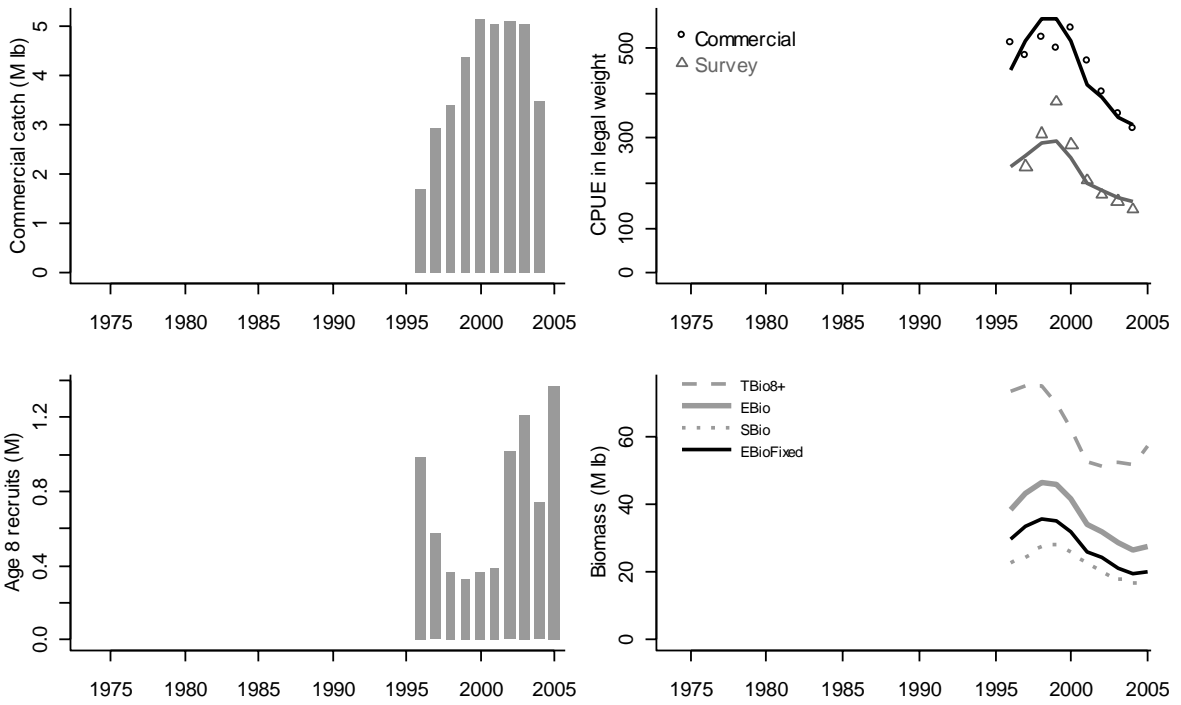 Commercial catch (M lb)
0 1 2 3 4 5
1975 1980 1985 1990 1995 2000 2005
CPUE in legal weight
0 100 300 500
Commercial
Survey
1975 1980 1985 1990 1995 2000 2005
Age 8 recruits (M)
0.0 0.4 0.8 1.2
1975 1980 1985 1990 1995 2000 2005
Biomass (M lb)
0 20 40 60
TBio8+
EBio
SBio
EBioFixed
1975 1980 1985 1990 1995 2000 2005